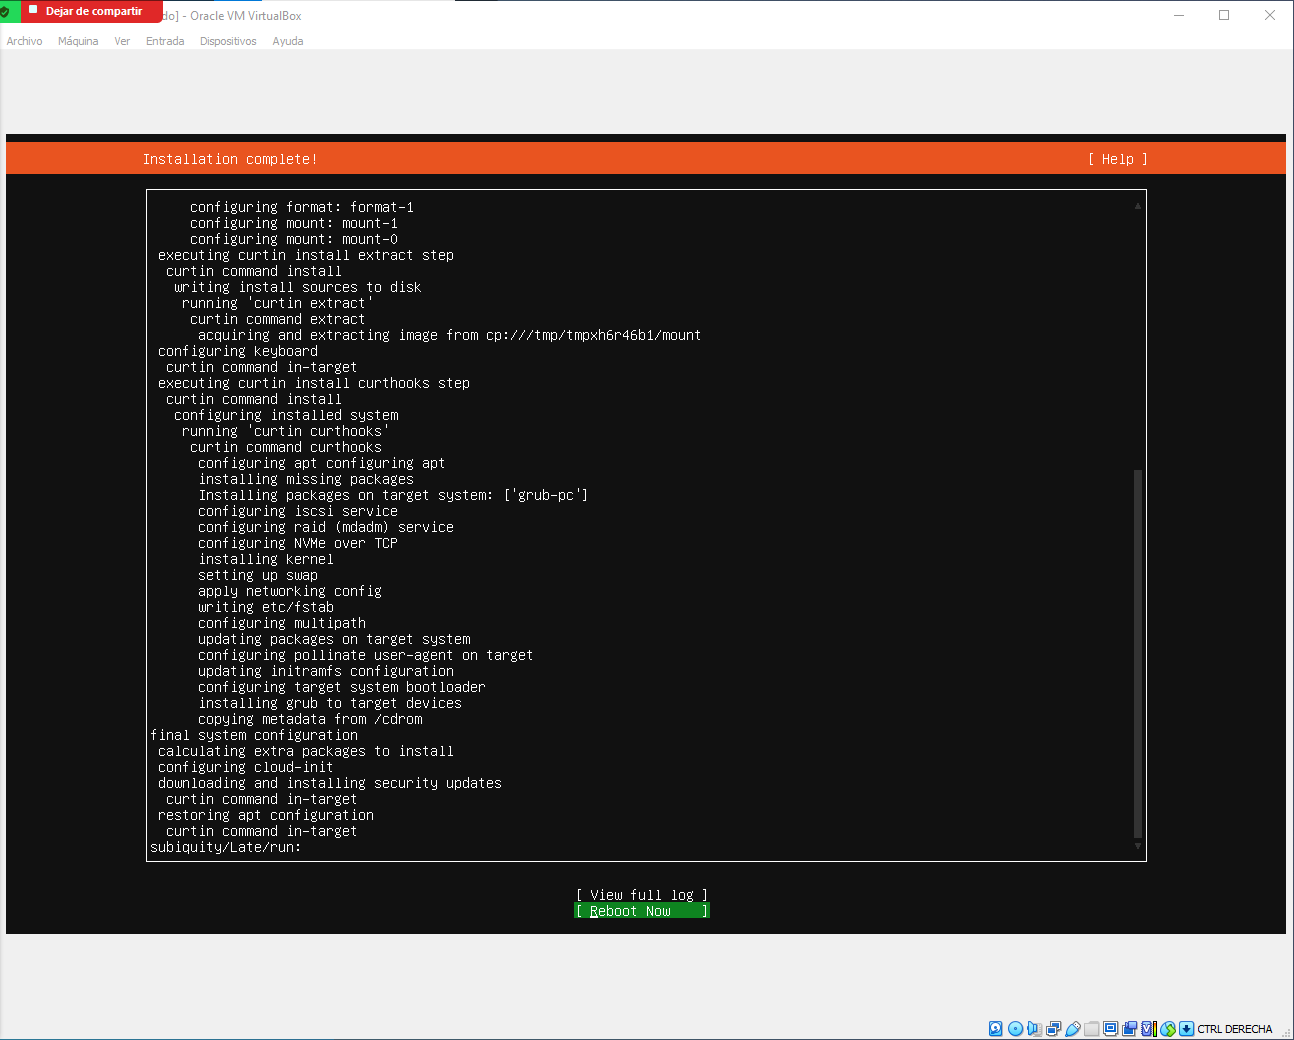 Dejar de compartir
do] - Oracle VM VirtualBox
Archivo Máquina Ver Entrada Dispositivos Ayuda
Installation complete! [ Help ]
configuring format: format-1
configuring mount: mount-1
configuring mount: mount-0
executing curtin install extract step
curtin command install
writing install sources to disk
running 'curtin extract'
curtin command extract
acquiring and extracting image from cp:///tmp/tmpxh6r46b1/mount
configuring keyboard
curtin command in-target
executing curtin install curthooks step
curtin command install
configuring installed system
running 'curtin curthooks'
curtin command curthooks
configuring apt configuring apt
installing missing packages
Installing packages on target system: ['grub-pc']
configuring iscsi service
configuring raid (mdadm) service
configuring NVMe over TCP
installing kernel
setting up swap
apply networking config
writing etc/fstab
configuring multipath
updating packages on target system
configuring pollinate user-agent on target
updating initramfs configuration
configuring target system bootloader
installing grub to target devices
copying metadata from /cdrom
final system configuration
calculating extra packages to install
configuring cloud-init
downloading and installing security updates
curtin command in-target
restoring apt configuration
curtin command in-target
subiquity/Late/run:
[ View full log ]
[ Reboot Now ]
CTRL DERECHA